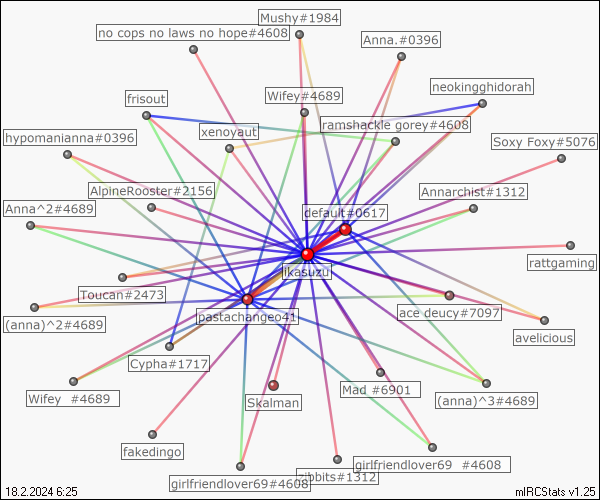 Mushy#1984
no cops no laws no hope#4608
Anna.#0396
neokingghidorah
Wifey#4689
frisout
ramshackle gorey#4608
xenoyaut
hypomanianna#0396
Soxy Foxy#5076
AlpineRooster#2156
Annarchist#1312
Anna^2#4689
default#0617
rattgaming
ikasuzu
Toucan#2473
ace deucy#7097
pastachangeo41
(anna)^2#4689
avelicious
Cypha#1717
Mad #6901
Wifey #4689
Skalman
(anna)^3#4689
fakedingo
girlfriendlover69 #4608
zibbits#1312
girlfriendlover69#4608
18.2.2024 6:25
mIRCStats v1.25